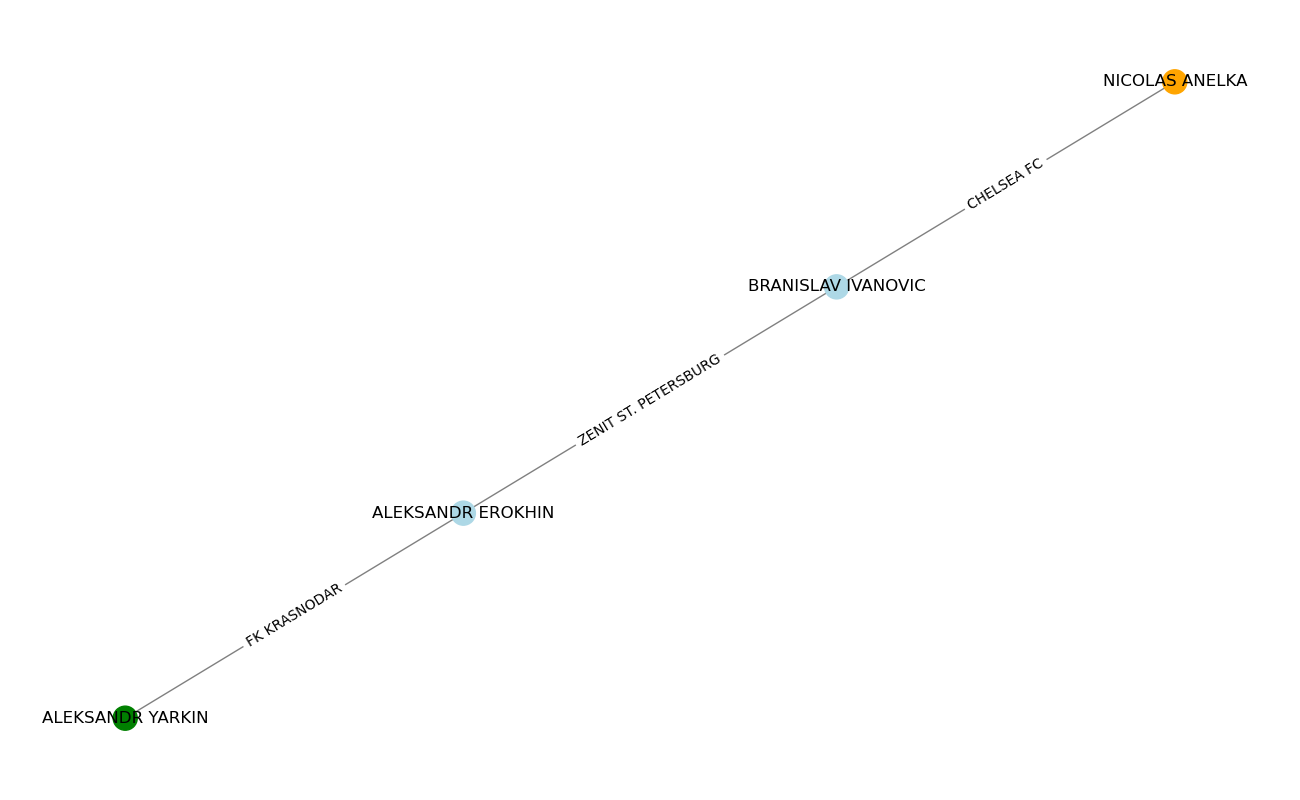 NICOLAS ANELKA
CHELSEA FC
BRANISLAV IVANOVIC
ZENIT ST. PETERSBURG
ALEKSANDR EROKHIN
FK KRASNODAR
ALEKSANDR YARKIN